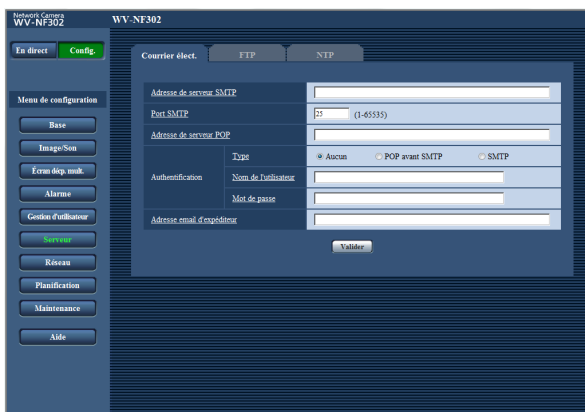 Network Camera
WV-NF302
WV-NF302
En direct
Config.
Menu de configuration
Base
Image/Son
Écran déçp. mult.
Alarme
Gestion d'utilisateur
Serveur
Réseau
Planification
Maintenance
Aide
Courrier élect.
FTP
NTP
Adresse de serveur SMTP
Port SMTP
25
(1-65535)
Adresse de serveur POP
Authentification
Type
Aucun
POP avant SMTP
SMTP
Nom de l'utilisateur
Mot de passe
Adresse email d'expéditeur
Valider